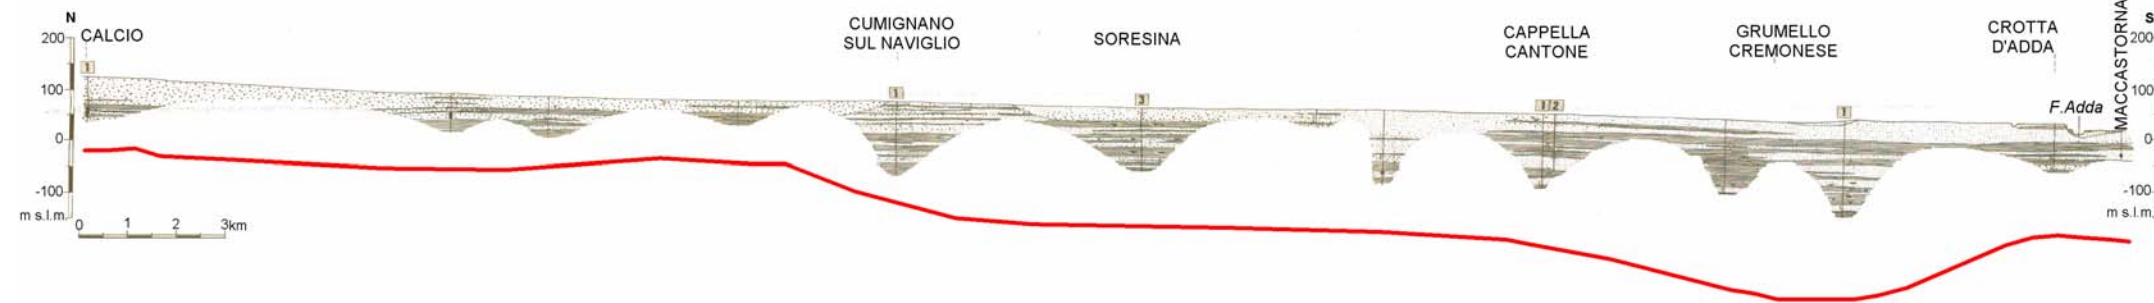 N
CALCIO
CUMIGNANO
SUL NAVIGLIO
SORESINA
CAPPELLA
CANTONE
GRUMELLO
CREMONESE
CROTTA
D'ADDA
MACCASTORNA
S
200
100
0
-100
m s.l.m.
1
1
3
1 2
1
F.Adda
200
100
0
-100
m s.l.m.
0 1 2 3km